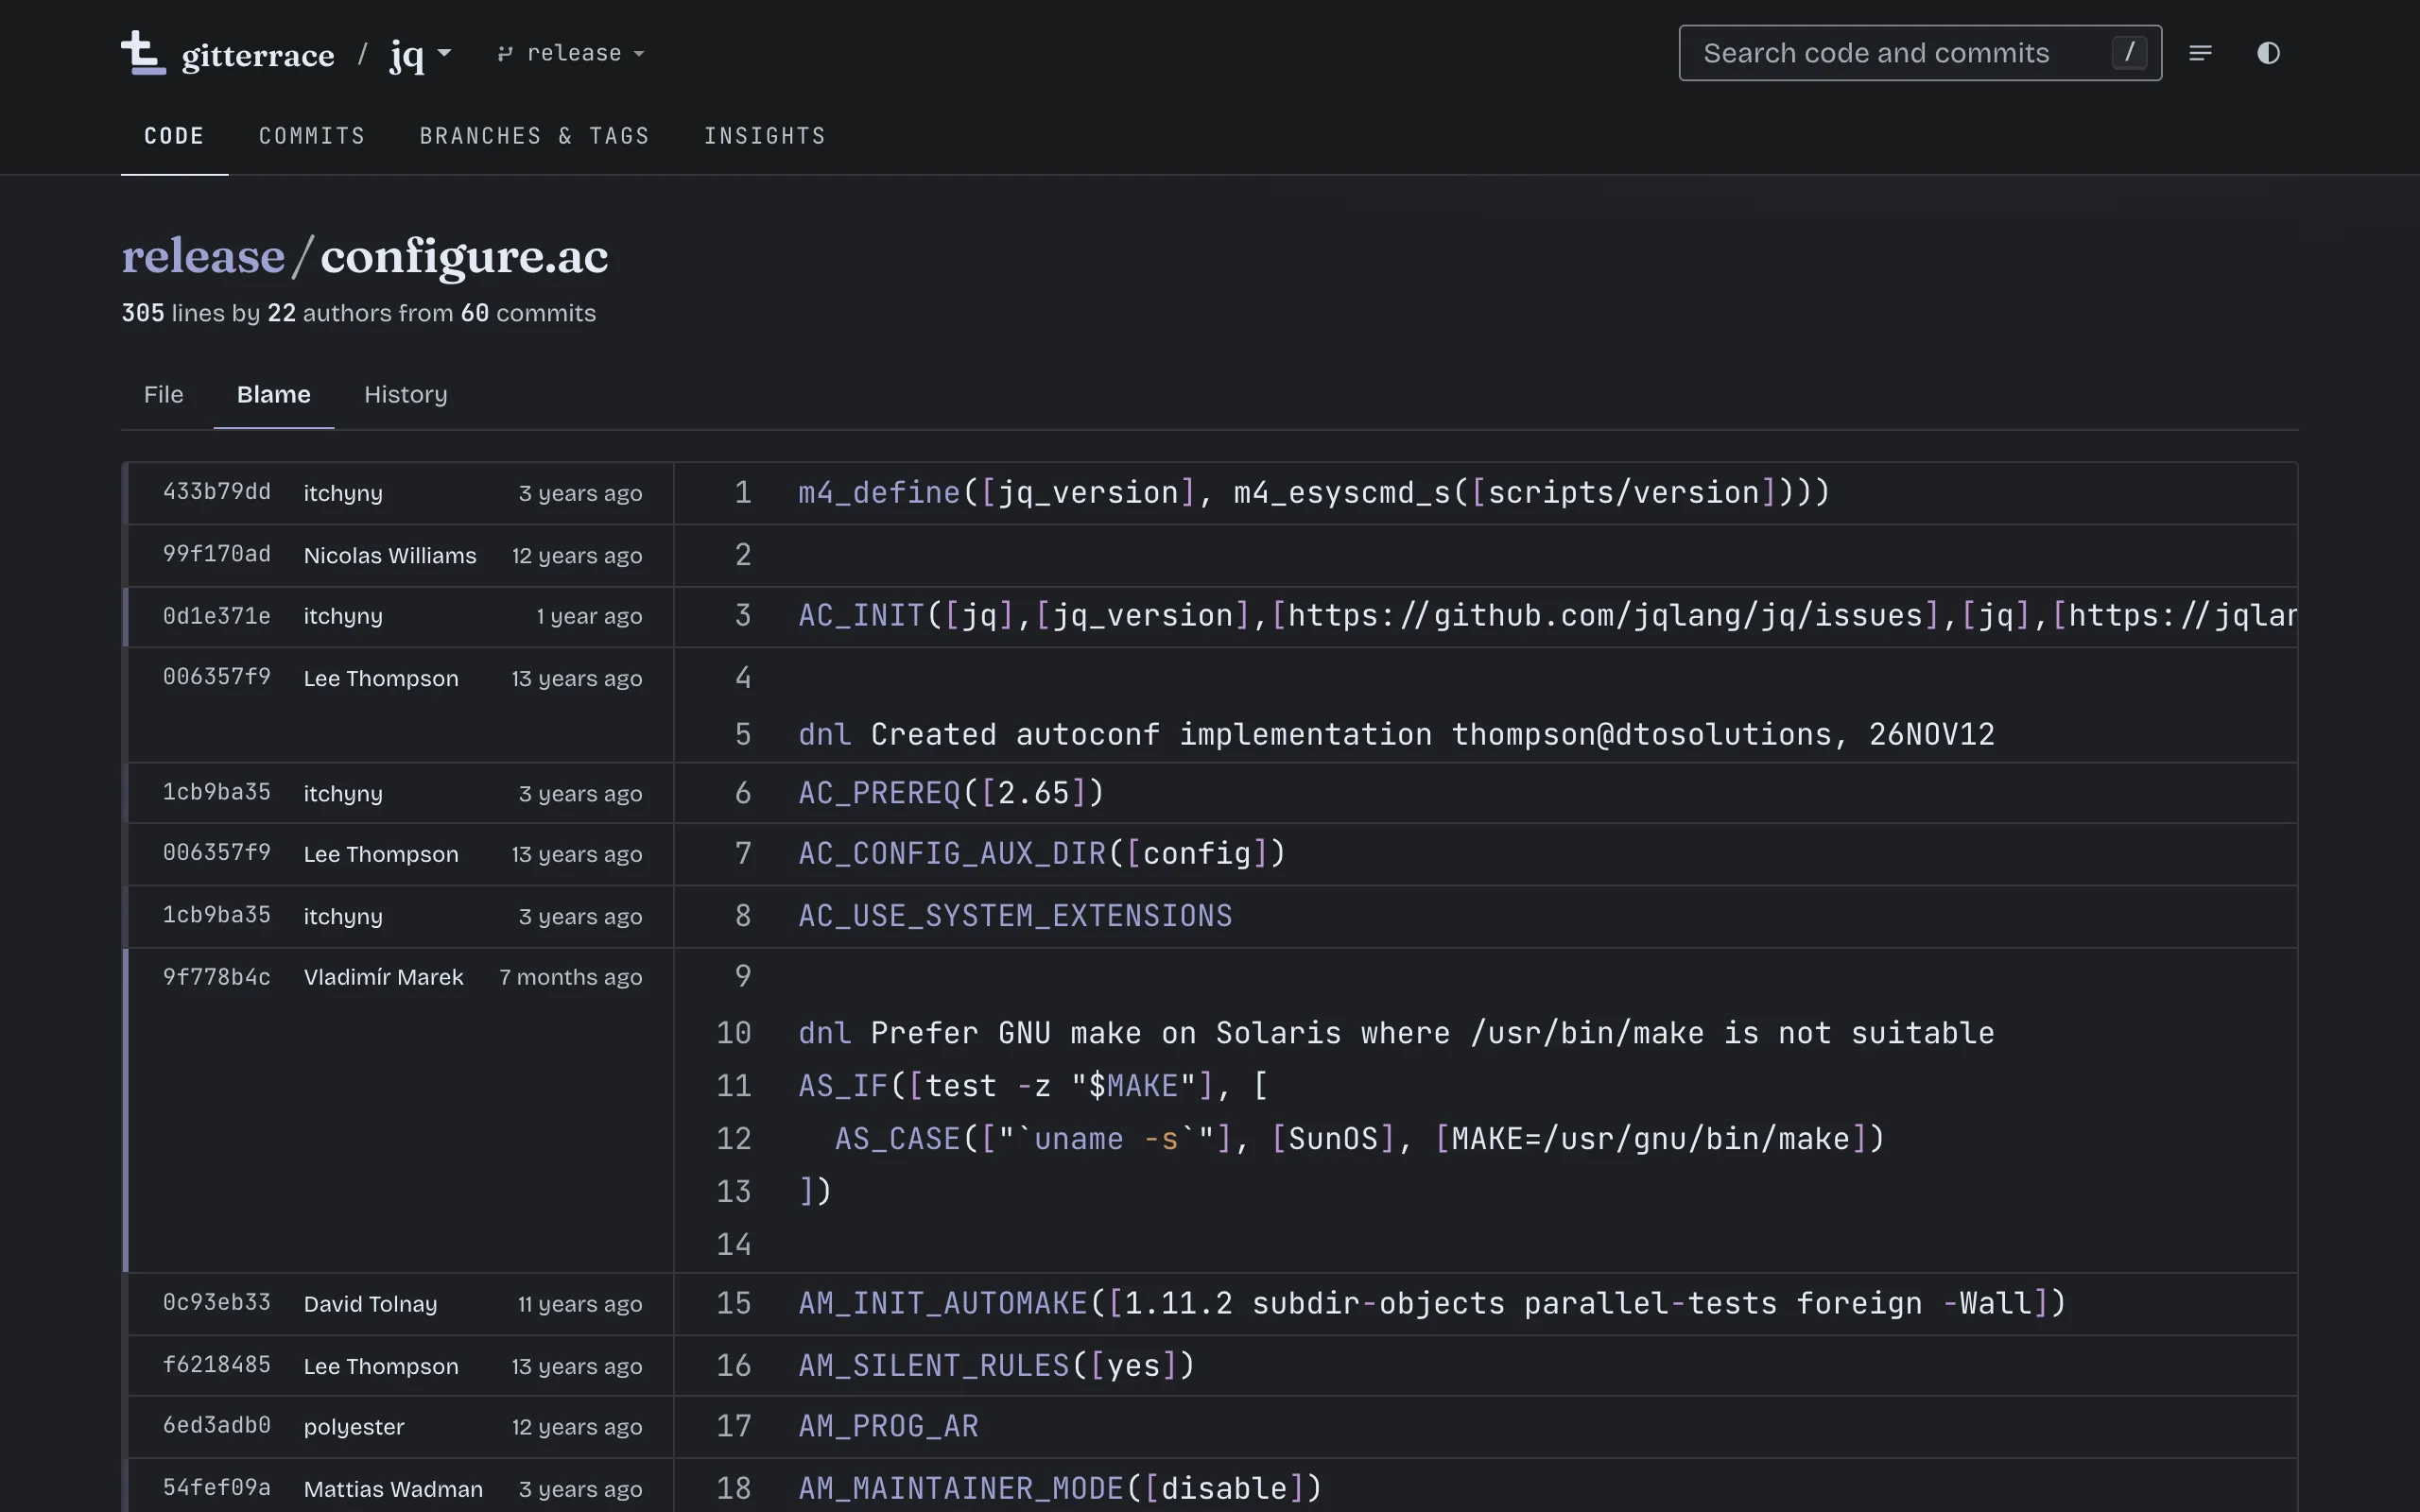 gitterrace / jq release Search code and commits /
CODE COMMITS BRANCHES & TAGS INSIGHTS
release/configure.ac
305 lines by 22 authors from 60 commits
File Blame History
433b79dd itchyny 3 years ago 1 m4_define([jq_version], m4_esyscmd_s([scripts/version])))
99f170ad Nicolas Williams 12 years ago 2
0d1e371e itchyny 1 year ago 3 AC_INIT([jq],[jq_version],[https://github.com/jqlang/jq/issues],[jq],[https://jqlan
006357f9 Lee Thompson 13 years ago 4
5 dnl Created autoconf implementation thompson@dtosolutions, 26NOV12
1cb9ba35 itchyny 3 years ago 6 AC_PREREQ([2.65])
006357f9 Lee Thompson 13 years ago 7 AC_CONFIG_AUX_DIR([config])
1cb9ba35 itchyny 3 years ago 8 AC_USE_SYSTEM_EXTENSIONS
9f778b4c Vladimír Marek 7 months ago 9
10 dnl Prefer GNU make on Solaris where /usr/bin/make is not suitable
11 AS_IF([test -z "$MAKE"], [
12 AS_CASE(["`uname -s`"], [SunOS], [MAKE=/usr/gnu/bin/make])
13 ])
14
0c93eb33 David Tolnay 11 years ago 15 AM_INIT_AUTOMAKE([1.11.2 subdir-objects parallel-tests foreign -Wall])
f6218485 Lee Thompson 13 years ago 16 AM_SILENT_RULES([yes])
6ed3adb0 polyester 12 years ago 17 AM_PROG_AR
54fef09a Mattias Wadman 3 years ago 18 AM_MAINTAINER_MODE([disable])